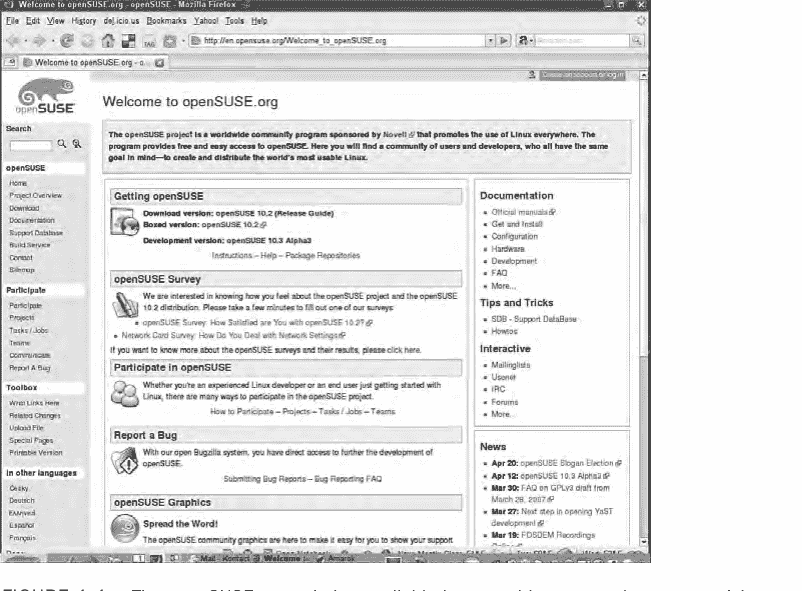 Welcome to openSUSE.org - openSUSE - Mozilla Firefox
File Edit View History del.icio.us Bookmarks Yahoo! Tools Help
TAG
http://en.opensuse.org/Welcome_to_openSUSE.org
a
Welcome to openSUSE.org - o...
Create an account or log in
openSUSE
Welcome to openSUSE.org
The openSUSE project is a worldwide community program sponsored by Novell that promotes the use of Linux everywhere. The
program provides free and easy access to openSUSE. Here you will find a community of users and developers, who all have the same
goal in mind—to create and distribute the world's most usable Linux.
Search
openSUSE
Home
Project Overview
Download
Documentation
Support Database
Build Service
Contact
Sitemap
Participate
Participate
Projects
Tasks / Jobs
Teams
Communicate
Report A Bug
Toolbox
What Links Here
Related Changes
Upload File
Special Pages
Printable Version
In other languages
Česky
Deutsch
Ελληνικά
Español
Français
Getting openSUSE
Download version: openSUSE 10.2 (Release Guide)
Boxed version: openSUSE 10.2
Development version: openSUSE 10.3 Alpha3
Instructions – Help – Package Repositories
openSUSE Survey
We are interested in knowing how you feel about the openSUSE project and the openSUSE
10.2 distribution. Please take a few minutes to fill out one of our surveys:
openSUSE Survey: How Satisfied are You with openSUSE 10.2?
Network Card Survey: How Do You Deal with Network Settings
If you want to know more about the openSUSE surveys and their results, please click here.
Participate in openSUSE
Whether you're an experienced Linux developer or an end user just getting started with
Linux, there are many ways to participate in the openSUSE project.
How to Participate – Projects – Tasks / Jobs – Teams
Report a Bug
With our open Bugzilla system, you have direct access to further the development of
openSUSE.
Submitting Bug Reports – Bug Reporting FAQ
openSUSE Graphics
Spread the Word!
The openSUSE community graphics are here to make it easy for you to show your support
Documentation
Official manuals
Get and Install
Configuration
Hardware
Development
FAQ
More...
Tips and Tricks
SDB - Support DataBase
Howtos
Interactive
Mailinglists
Usenet
IRC
Forums
More...
News
Apr 20: openSUSE Slogan Election
Apr 12: openSUSE 10.3 Alpha3
Mar 30: FAQ on GPLv3 draft from
March 28, 2007
Mar 27: Next step in opening YaST
development
Mar 19: FOSDEM Recordings
Mail - Kontact Welcome Amarok